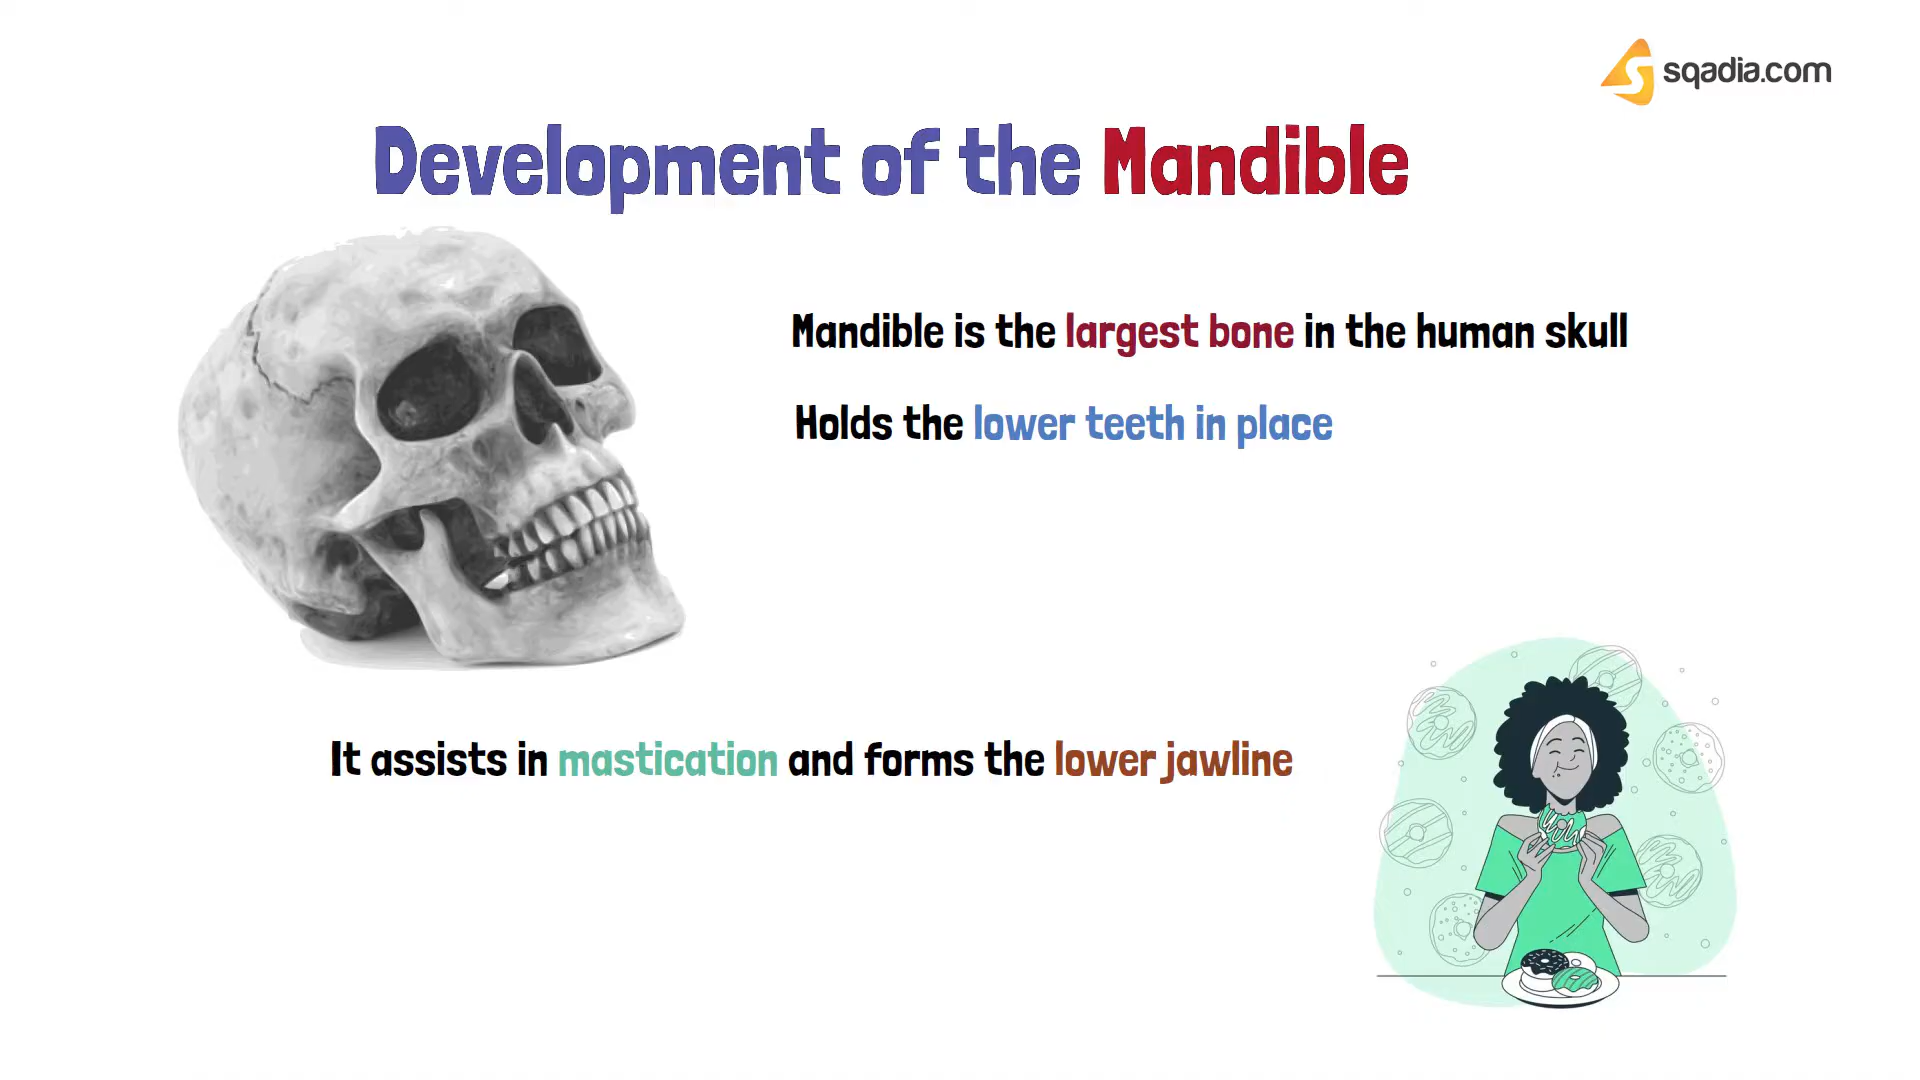 sqadia.com
Development of the Mandible
Mandible is the largest bone in the human skull
Holds the lower teeth in place
It assists in mastication and forms the lower jawline